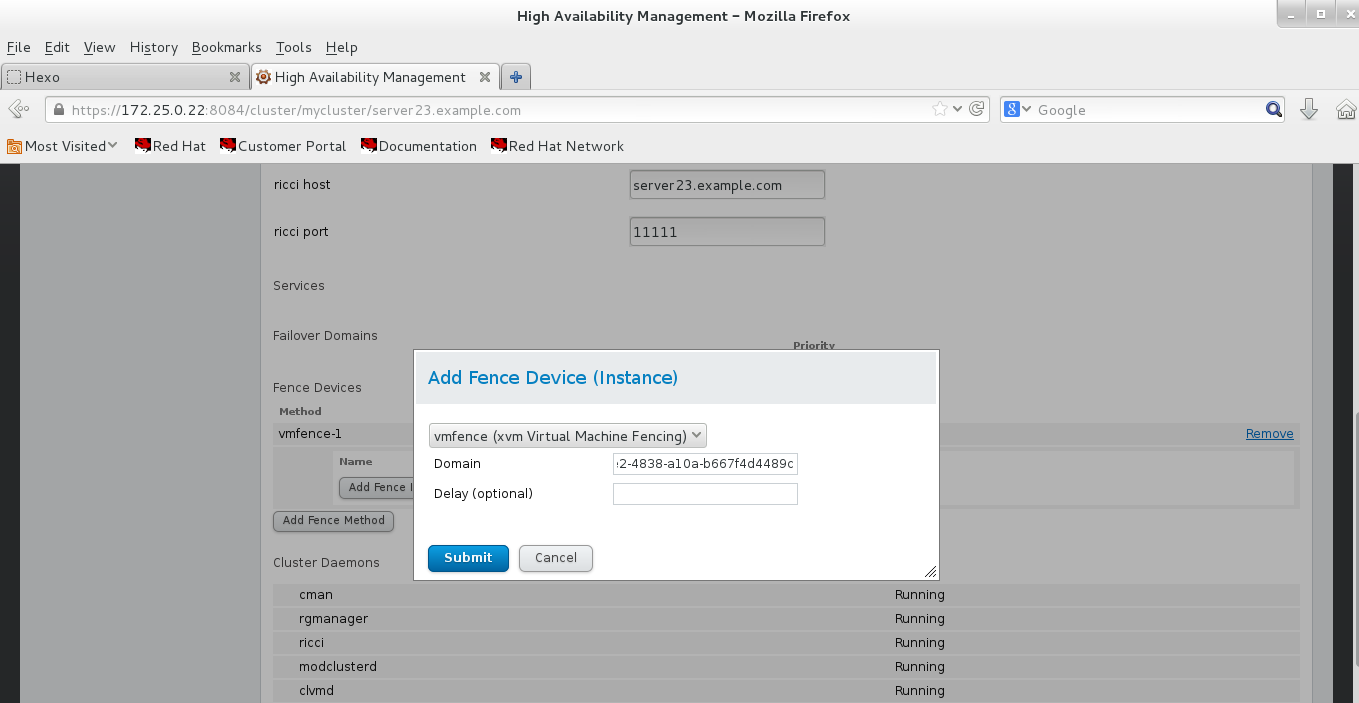 High Availability Management - Mozilla Firefox
File Edit View History Bookmarks Tools Help
Hexo High Availability Management
https://172.25.0.22:8084/cluster/mycluster/server23.example.com Google
Most Visited Red Hat Customer Portal Documentation Red Hat Network
ricci host server23.example.com
ricci port 11111
Services
Failover Domains
Priority
Fence Devices
Method
vmfence-1 Remove
Name
Add Fence I
Add Fence Method
Add Fence Device (Instance)
vmfence (xvm Virtual Machine Fencing)
Domain 2-4838-a10a-b667f4d4489c
Delay (optional)
Submit Cancel
Cluster Daemons
cman Running
rgmanager Running
ricci Running
modclusterd Running
clvmd Running